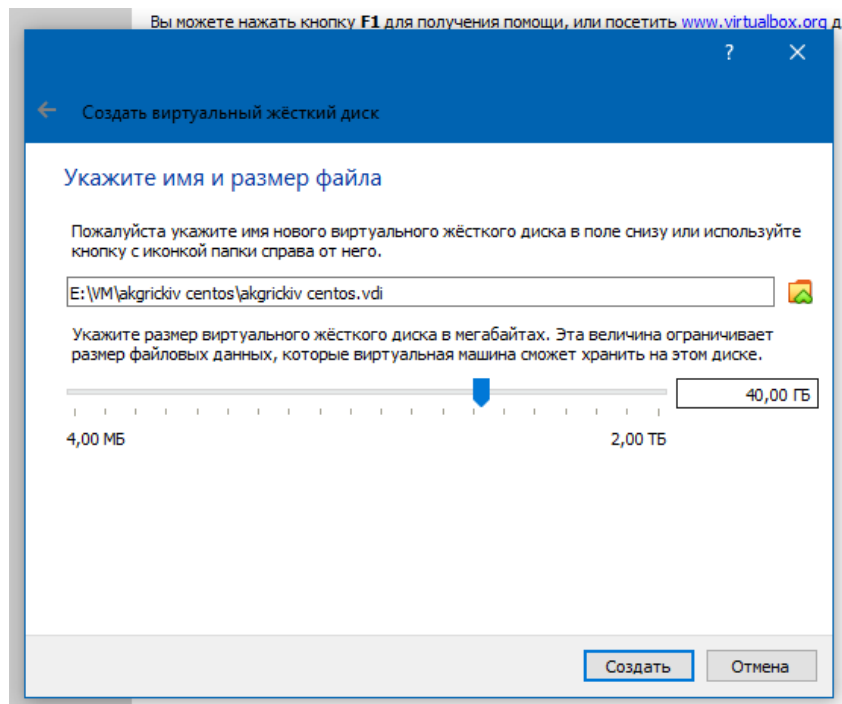 Вы можете нажать кнопку F1 для получения помощи, или посетить www.virtualbox.org д
?
Создать виртуальный жёсткий диск
Укажите имя и размер файла
Пожалуйста укажите имя нового виртуального жёсткого диска в поле снизу или используйте
кнопку с иконкой папки справа от него.
E:\VM\akgrickiv centos\akgrickiv centos.vdi
Укажите размер виртуального жёсткого диска в мегабайтах. Эта величина ограничивает
размер файловых данных, которые виртуальная машина сможет хранить на этом диске.
40,00 ГБ
4,00 МБ 2,00 ТБ
Создать Отмена